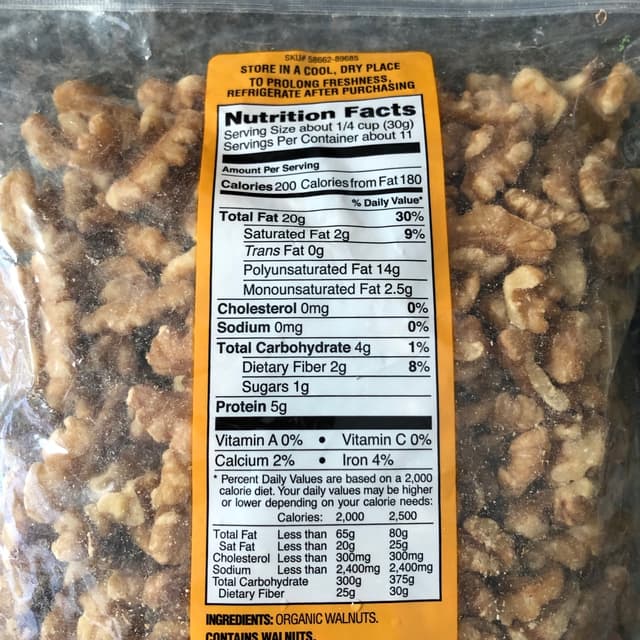 SKU# 58662-89685
STORE IN A COOL, DRY PLACE
TO PROLONG FRESHNESS,
REFRIGERATE AFTER PURCHASING
Nutrition Facts
Serving Size about 1/4 cup (30g)
Servings Per Container about 11
Amount Per Serving
Calories 200 Calories from Fat 180
% Daily Value*
Total Fat 20g 30%
Saturated Fat 2g 9%
Trans Fat 0g
Polyunsaturated Fat 14g
Monounsaturated Fat 2.5g
Cholesterol 0mg 0%
Sodium 0mg 0%
Total Carbohydrate 4g 1%
Dietary Fiber 2g 8%
Sugars 1g
Protein 5g
Vitamin A 0% • Vitamin C 0%
Calcium 2% • Iron 4%
* Percent Daily Values are based on a 2,000
calorie diet. Your daily values may be higher
or lower depending on your calorie needs:
Calories: 2,000 2,500
Total Fat Less than 65g 80g
Sat Fat Less than 20g 25g
Cholesterol Less than 300mg 300mg
Sodium Less than 2,400mg 2,400mg
Total Carbohydrate 300g 375g
Dietary Fiber 25g 30g
INGREDIENTS: ORGANIC WALNUTS.
CONTAINS WALNUTS.